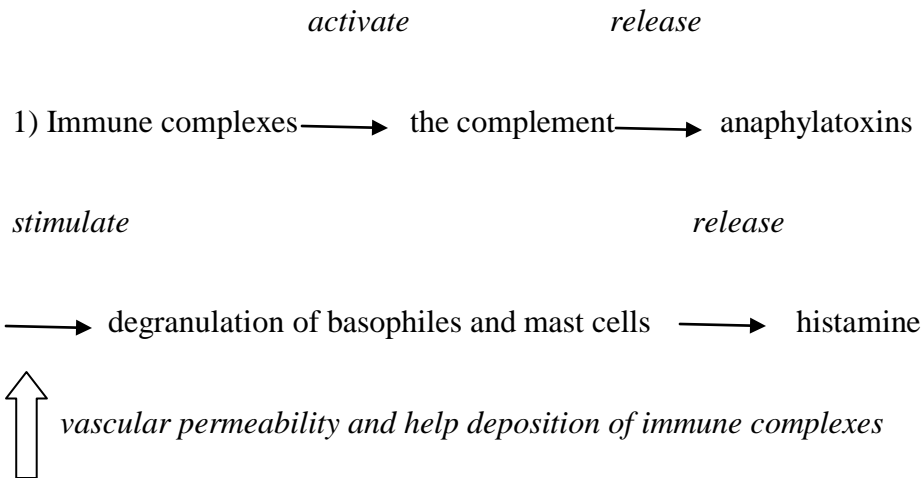 activate release
1) Immune complexes the complement anaphylatoxins
stimulate release
degranulation of basophiles and mast cells histamine
vascular permeability and help deposition of immune complexes